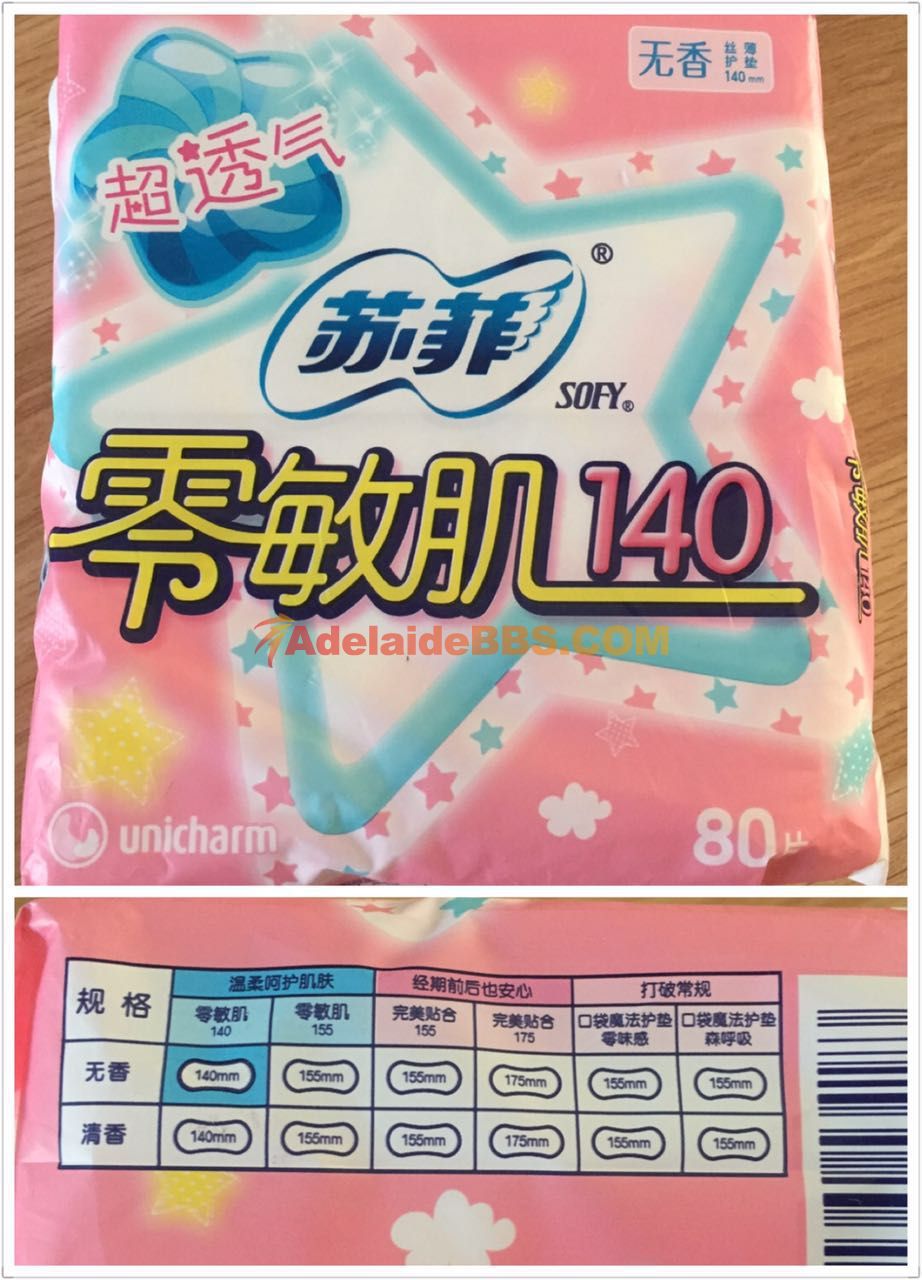 无香
丝薄
护垫
140mm
超透气
苏菲®
SOFY®
零敏肌140
AdelaideBBS.COM
unicharm
80片
规格
温柔呵护肌肤
经期前后也安心
打破常规
零敏肌
140
零敏肌
155
完美贴合
155
完美贴合
175
口袋魔法护垫
零味感
口袋魔法护垫
森呼吸
无香 140mm 155mm 155mm 175mm 155mm 155mm
清香 140mm 155mm 155mm 175mm 155mm 155mm